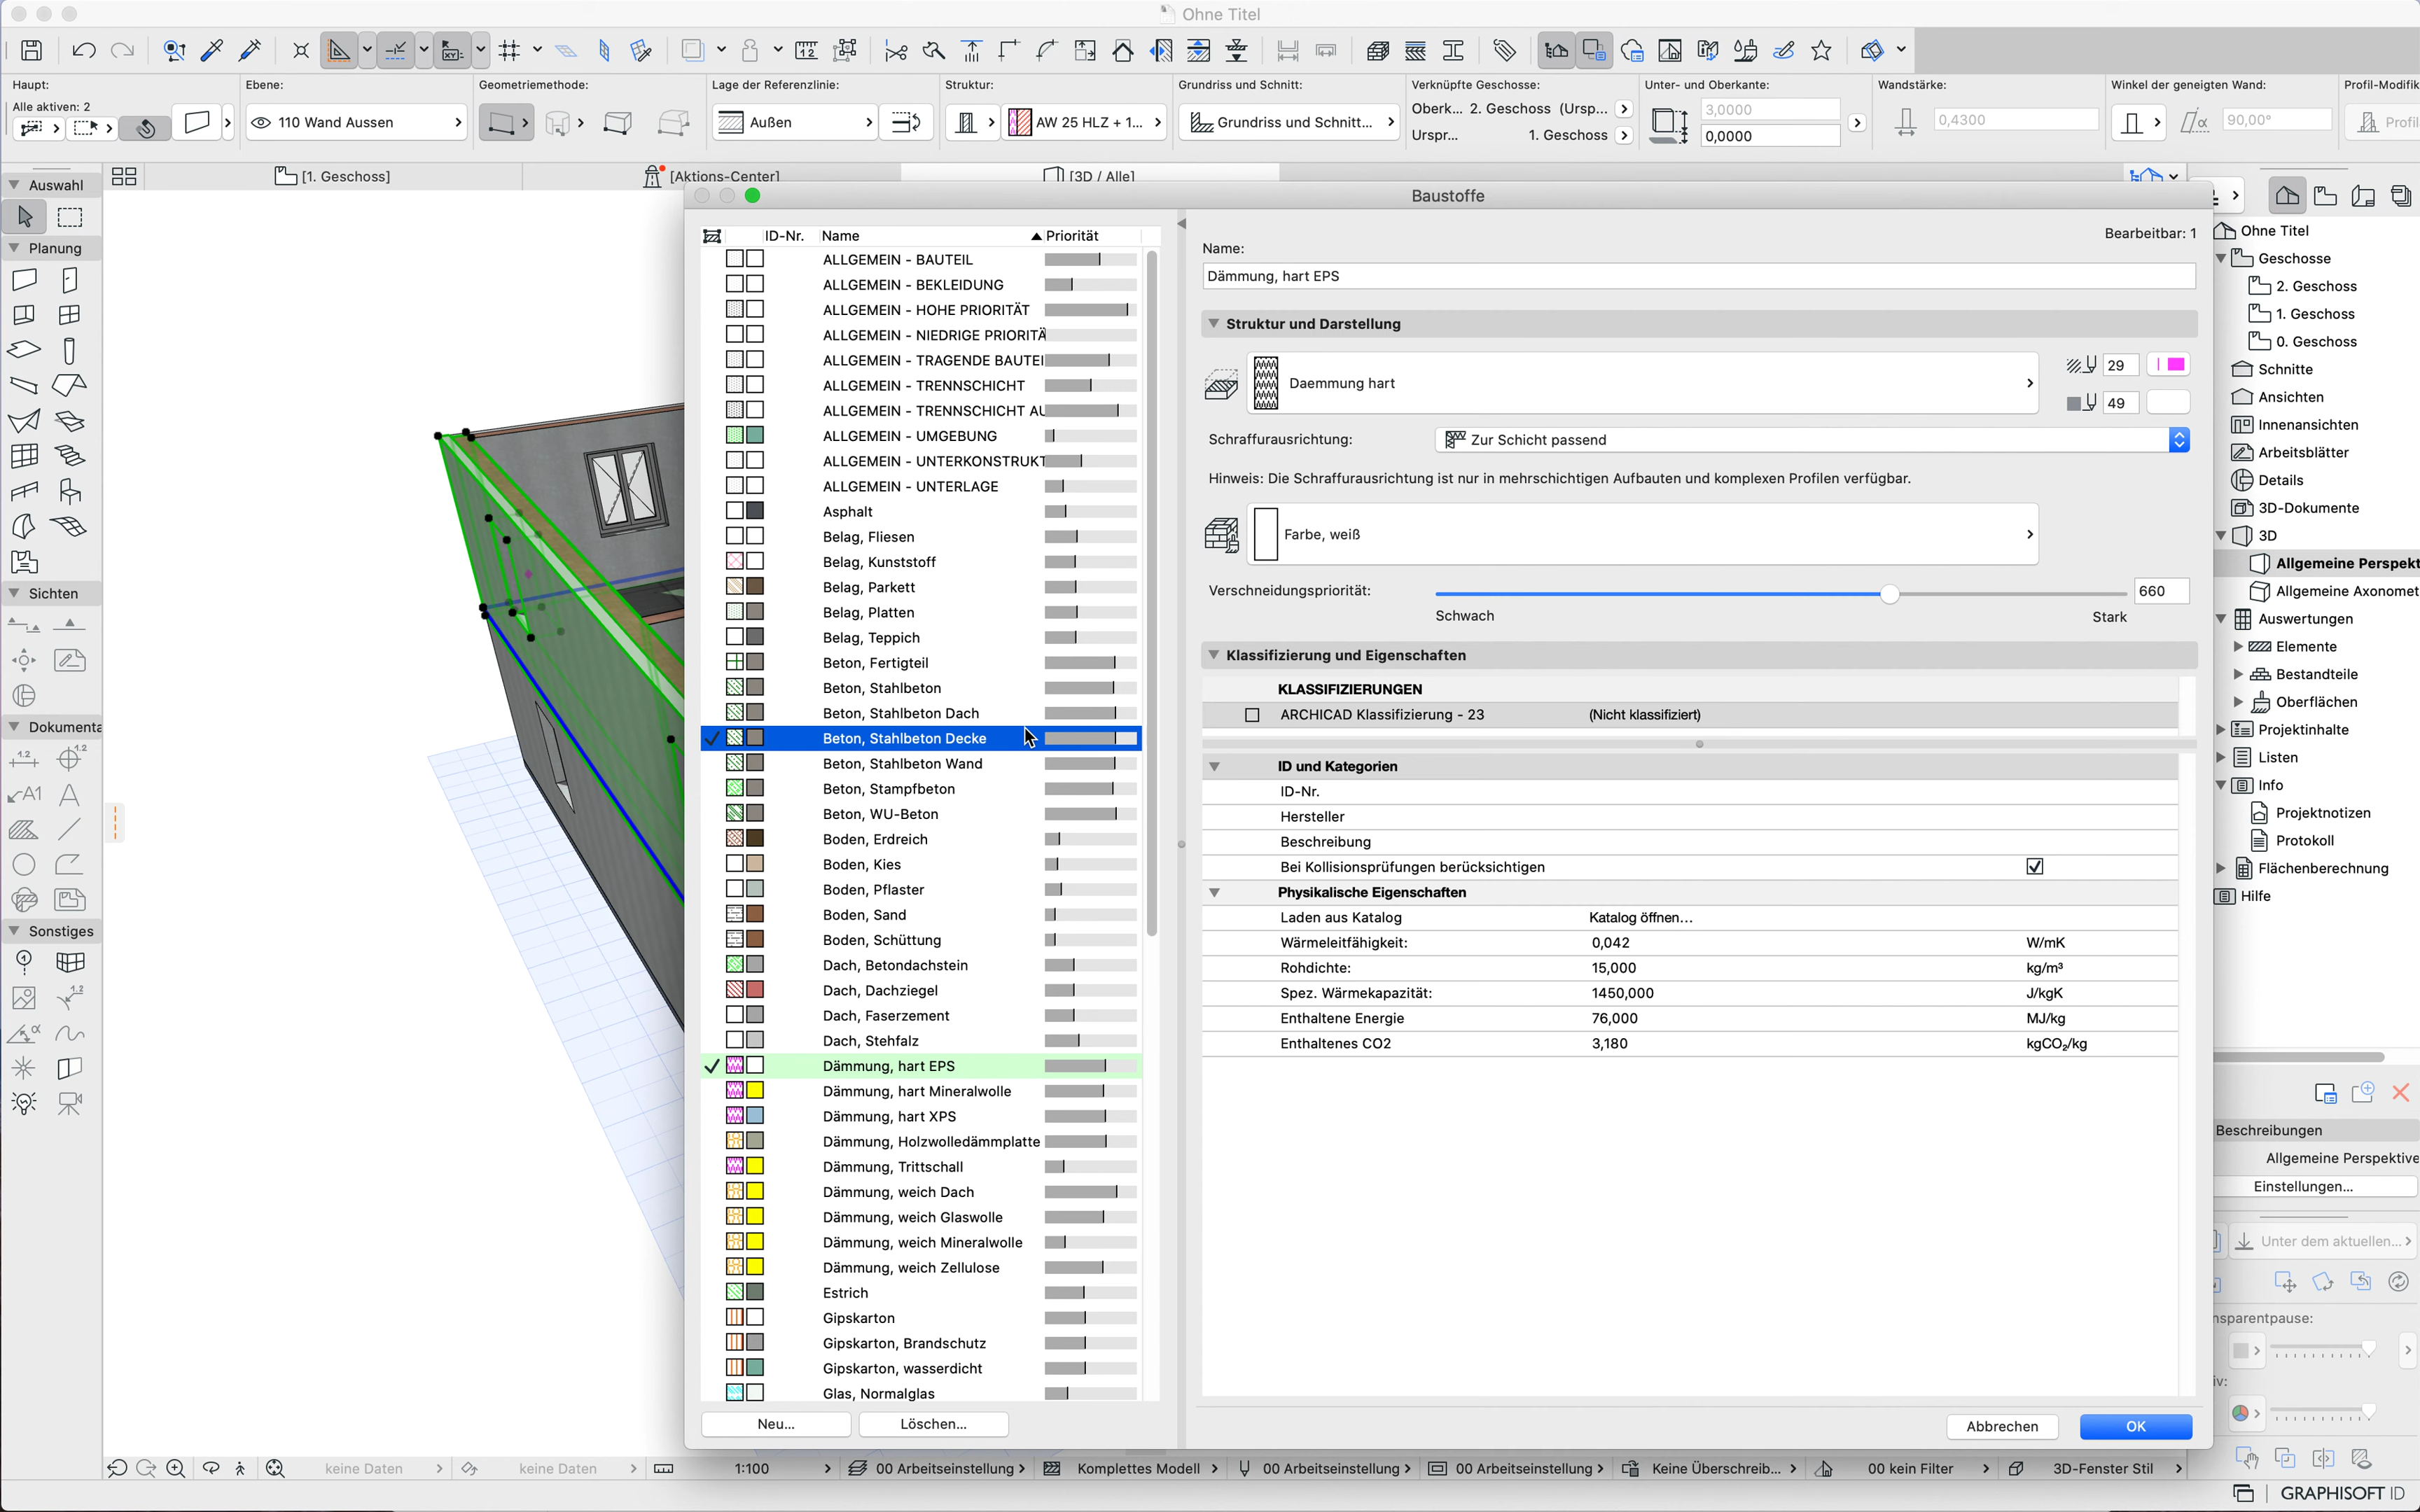 Ohne Titel
Haupt:
Alle aktiven: 2
Ebene:
110 Wand Aussen
Geometriemethode:
Lage der Referenzlinie:
Außen
Struktur:
AW 25 HLZ + 1...
Grundriss und Schnitt:
Grundriss und Schnitt...
Verknüpfte Geschosse:
Oberk... 2. Geschoss (Ursp...
Urspr... 1. Geschoss
Unter- und Oberkante:
3,0000
0,0000
Wandstärke:
0,4300
Winkel der geneigten Wand:
90,00°
Profil-Modifik
Profil
[1. Geschoss]
[Aktions-Center]
[3D / Alle]
Auswahl
Planung
Sichten
Dokumenta
Sonstiges
Baustoffe
ID-Nr. Name Priorität
ALLGEMEIN - BAUTEIL
ALLGEMEIN - BEKLEIDUNG
ALLGEMEIN - HOHE PRIORITÄT
ALLGEMEIN - NIEDRIGE PRIORITÄ
ALLGEMEIN - TRAGENDE BAUTEI
ALLGEMEIN - TRENNSCHICHT
ALLGEMEIN - TRENNSCHICHT AU
ALLGEMEIN - UMGEBUNG
ALLGEMEIN - UNTERKONSTRUKT
ALLGEMEIN - UNTERLAGE
Asphalt
Belag, Fliesen
Belag, Kunststoff
Belag, Parkett
Belag, Platten
Belag, Teppich
Beton, Fertigteil
Beton, Stahlbeton
Beton, Stahlbeton Dach
Beton, Stahlbeton Decke
Beton, Stahlbeton Wand
Beton, Stampfbeton
Beton, WU-Beton
Boden, Erdreich
Boden, Kies
Boden, Pflaster
Boden, Sand
Boden, Schüttung
Dach, Betondachstein
Dach, Dachziegel
Dach, Faserzement
Dach, Stehfalz
Dämmung, hart EPS
Dämmung, hart Mineralwolle
Dämmung, hart XPS
Dämmung, Holzwolledämmplatte
Dämmung, Trittschall
Dämmung, weich Dach
Dämmung, weich Glaswolle
Dämmung, weich Mineralwolle
Dämmung, weich Zellulose
Estrich
Gipskarton
Gipskarton, Brandschutz
Gipskarton, wasserdicht
Glas, Normalglas
Neu...
Löschen...
Bearbeitbar: 1
Name:
Dämmung, hart EPS
Struktur und Darstellung
Daemmung hart
29
49
Schraffurausrichtung:
Zur Schicht passend
Hinweis: Die Schraffurausrichtung ist nur in mehrschichtigen Aufbauten und komplexen Profilen verfügbar.
Farbe, weiß
Verschneidungspriorität:
660
Schwach
Stark
Klassifizierung und Eigenschaften
KLASSIFIZIERUNGEN
ARCHICAD Klassifizierung - 23 (Nicht klassifiziert)
ID und Kategorien
ID-Nr.
Hersteller
Beschreibung
Bei Kollisionsprüfungen berücksichtigen
Physikalische Eigenschaften
Laden aus Katalog Katalog öffnen...
Wärmeleitfähigkeit: 0,042 W/mK
Rohdichte: 15,000 kg/m³
Spez. Wärmekapazität: 1450,000 J/kgK
Enthaltene Energie 76,000 MJ/kg
Enthaltenes CO2 3,180 kgCO₂/kg
Abbrechen
OK
Ohne Titel
Geschosse
2. Geschoss
1. Geschoss
0. Geschoss
Schnitte
Ansichten
Innenansichten
Arbeitsblätter
Details
3D-Dokumente
3D
Allgemeine Perspekt
Allgemeine Axonomet
Auswertungen
Elemente
Bestandteile
Oberflächen
Projektinhalte
Listen
Info
Projektnotizen
Protokoll
Flächenberechnung
Hilfe
Beschreibungen
Allgemeine Perspektive
Einstellungen...
Unter dem aktuellen...
nsparentpause:
iv:
keine Daten
keine Daten
1:100
00 Arbeitseinstellung
Komplettes Modell
00 Arbeitseinstellung
00 Arbeitseinstellung
Keine Überschreib...
00 kein Filter
3D-Fenster Stil
GRAPHISOFT ID